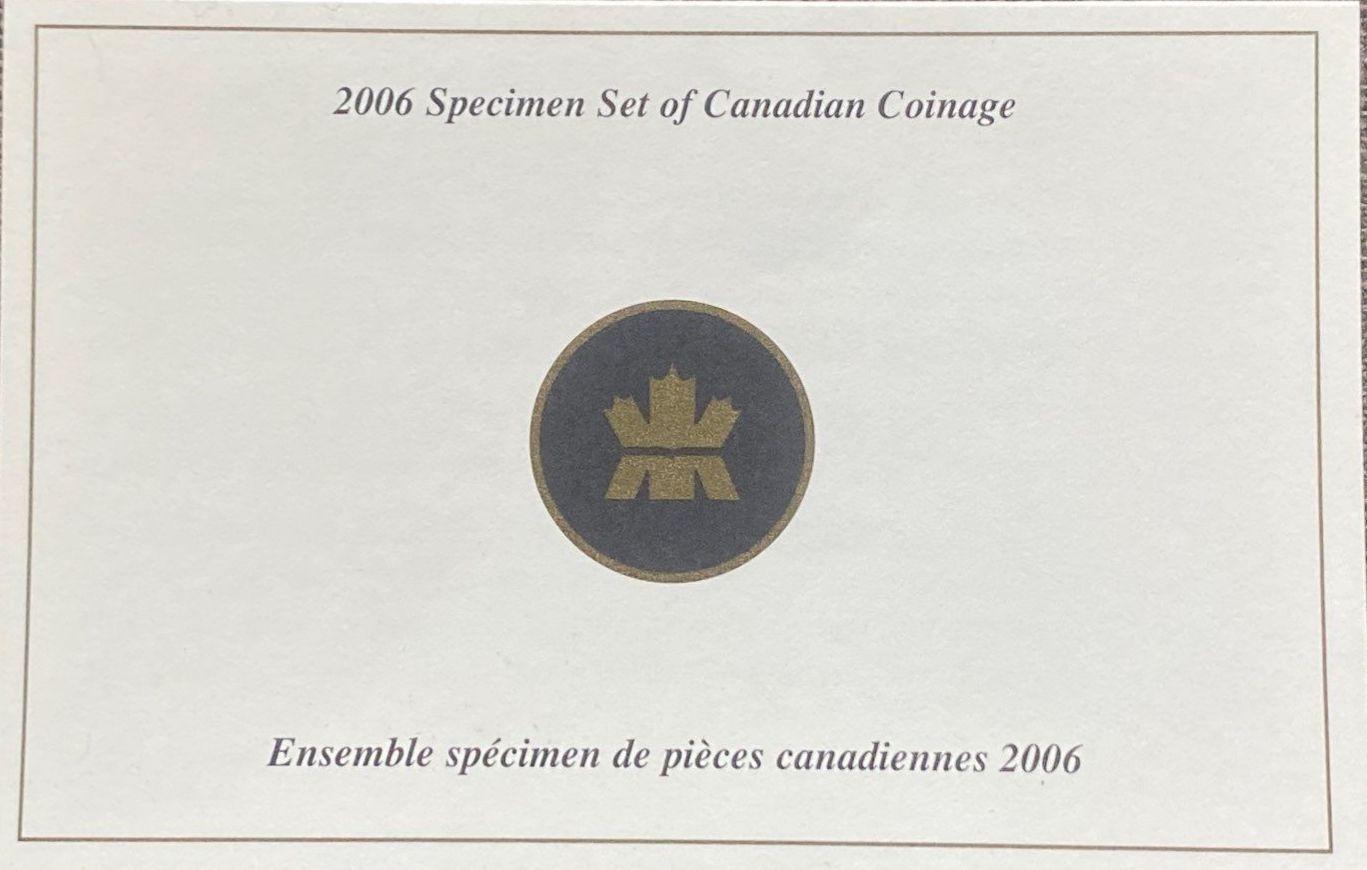 2006 Specimen Set of Canadian Coinage
Ensemble spécimen de pièces canadiennes 2006